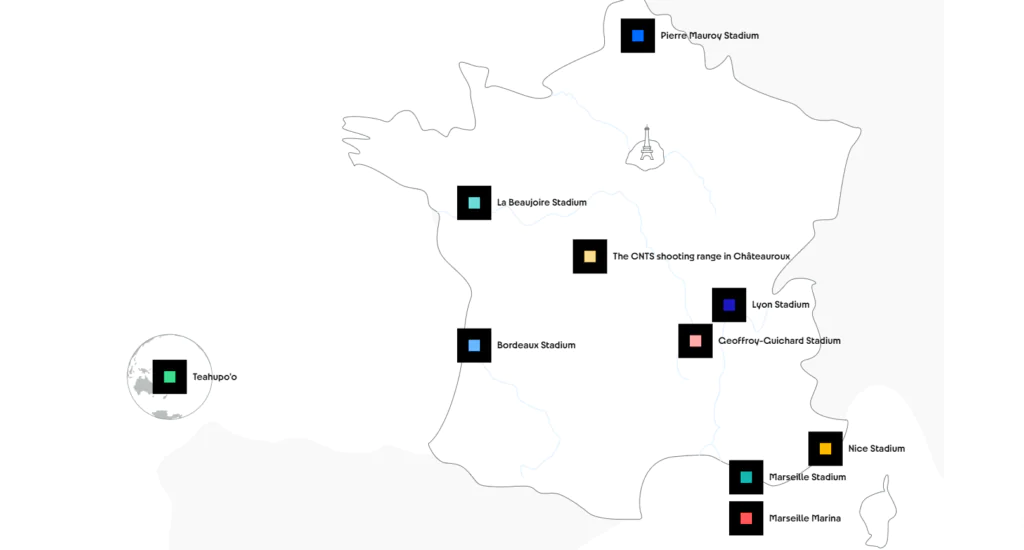 Pierre Mauroy Stadium
La Beaujoire Stadium
The CNTS shooting range in Châteauroux
Lyon Stadium
Geoffroy-Guichard Stadium
Bordeaux Stadium
Teahupo'o
Nice Stadium
Marseille Stadium
Marseille Marina